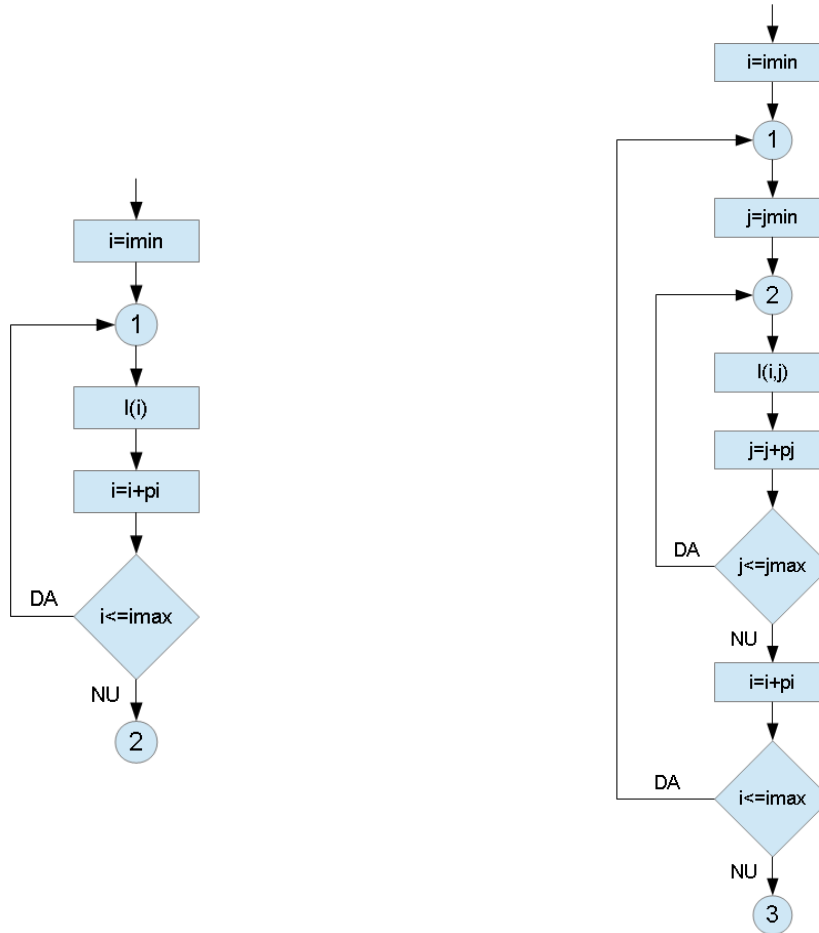 i=imin
1
I(i)
i=i+pi
i<=imax
DA
NU
2
i=imin
1
j=jmin
2
I(i,j)
j=j+pj
j<=jmax
DA
NU
i=i+pi
i<=imax
DA
NU
3